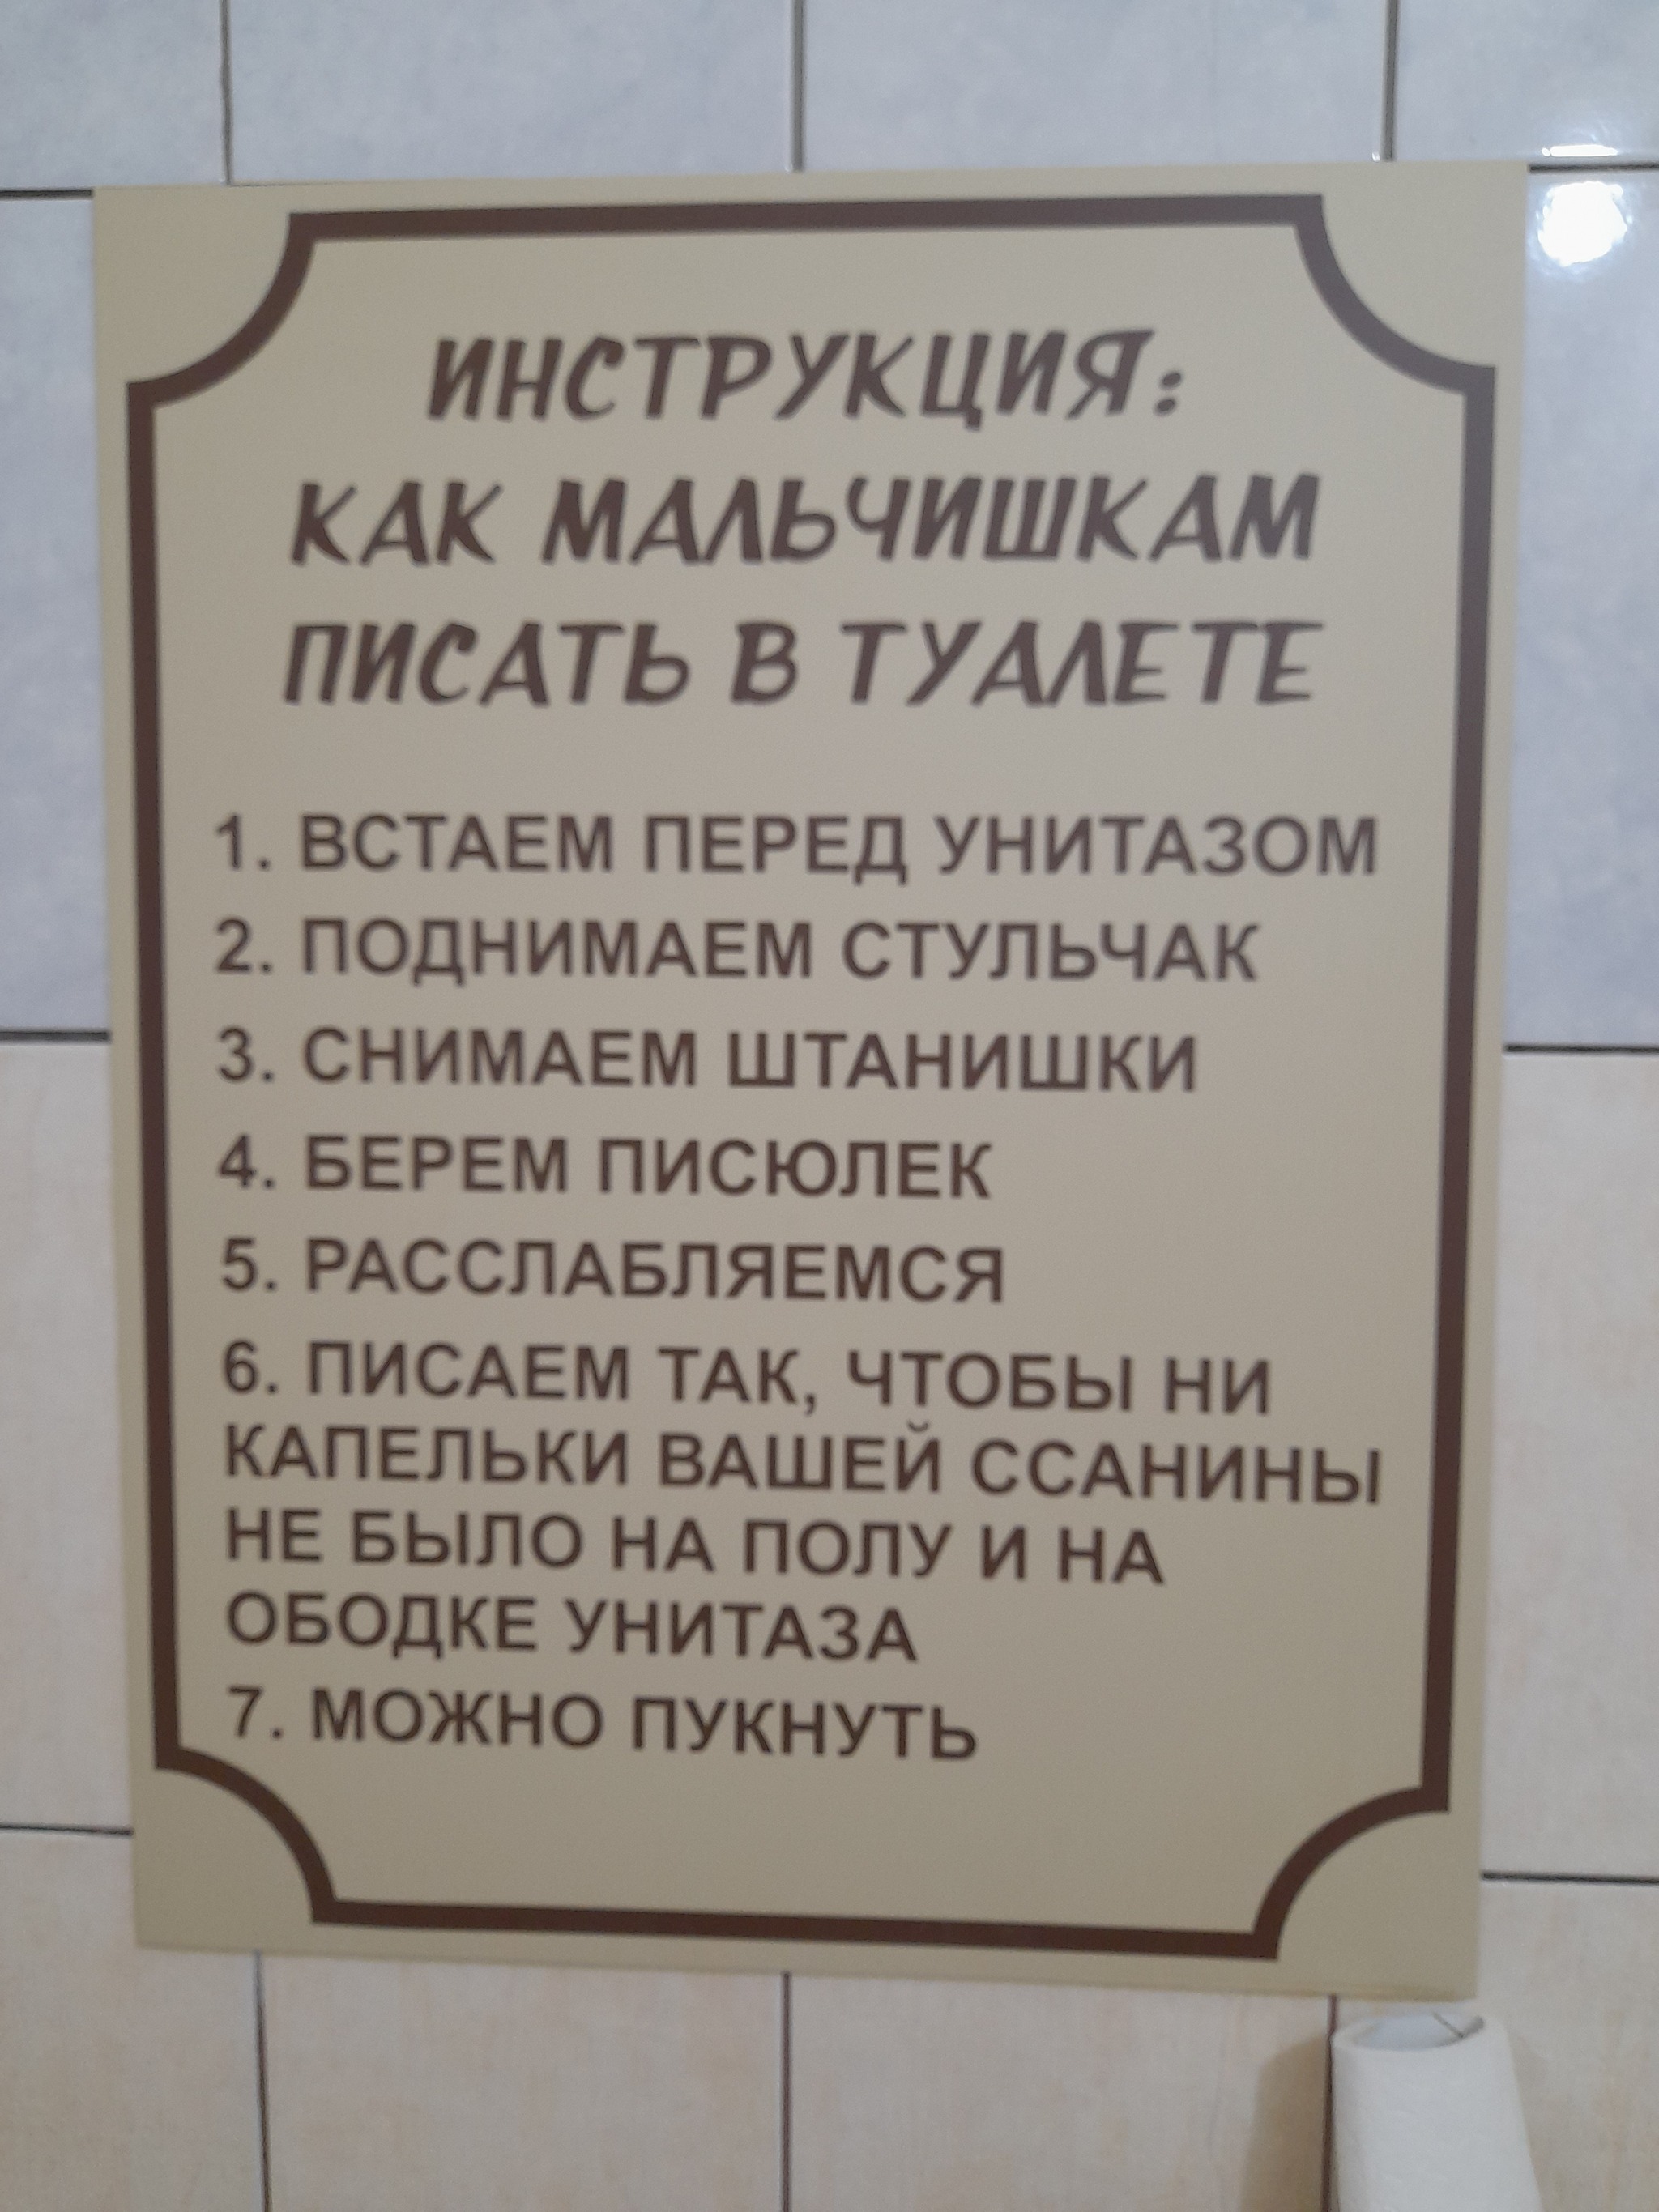 ИНСТРУКЦИЯ:
КАК МАЛЬЧИШКАМ
ПИСАТЬ В ТУАЛЕТЕ
1. ВСТАЕМ ПЕРЕД УНИТАЗОМ
2. ПОДНИМАЕМ СТУЛЬЧАК
3. СНИМАЕМ ШТАНИШКИ
4. БЕРЕМ ПИСЮЛЕК
5. РАССЛАБЛЯЕМСЯ
6. ПИСАЕМ ТАК, ЧТОБЫ НИ
КАПЕЛЬКИ ВАШЕЙ ССАНИНЫ
НЕ БЫЛО НА ПОЛУ И НА
ОБОДКЕ УНИТАЗА
7. МОЖНО ПУКНУТЬ